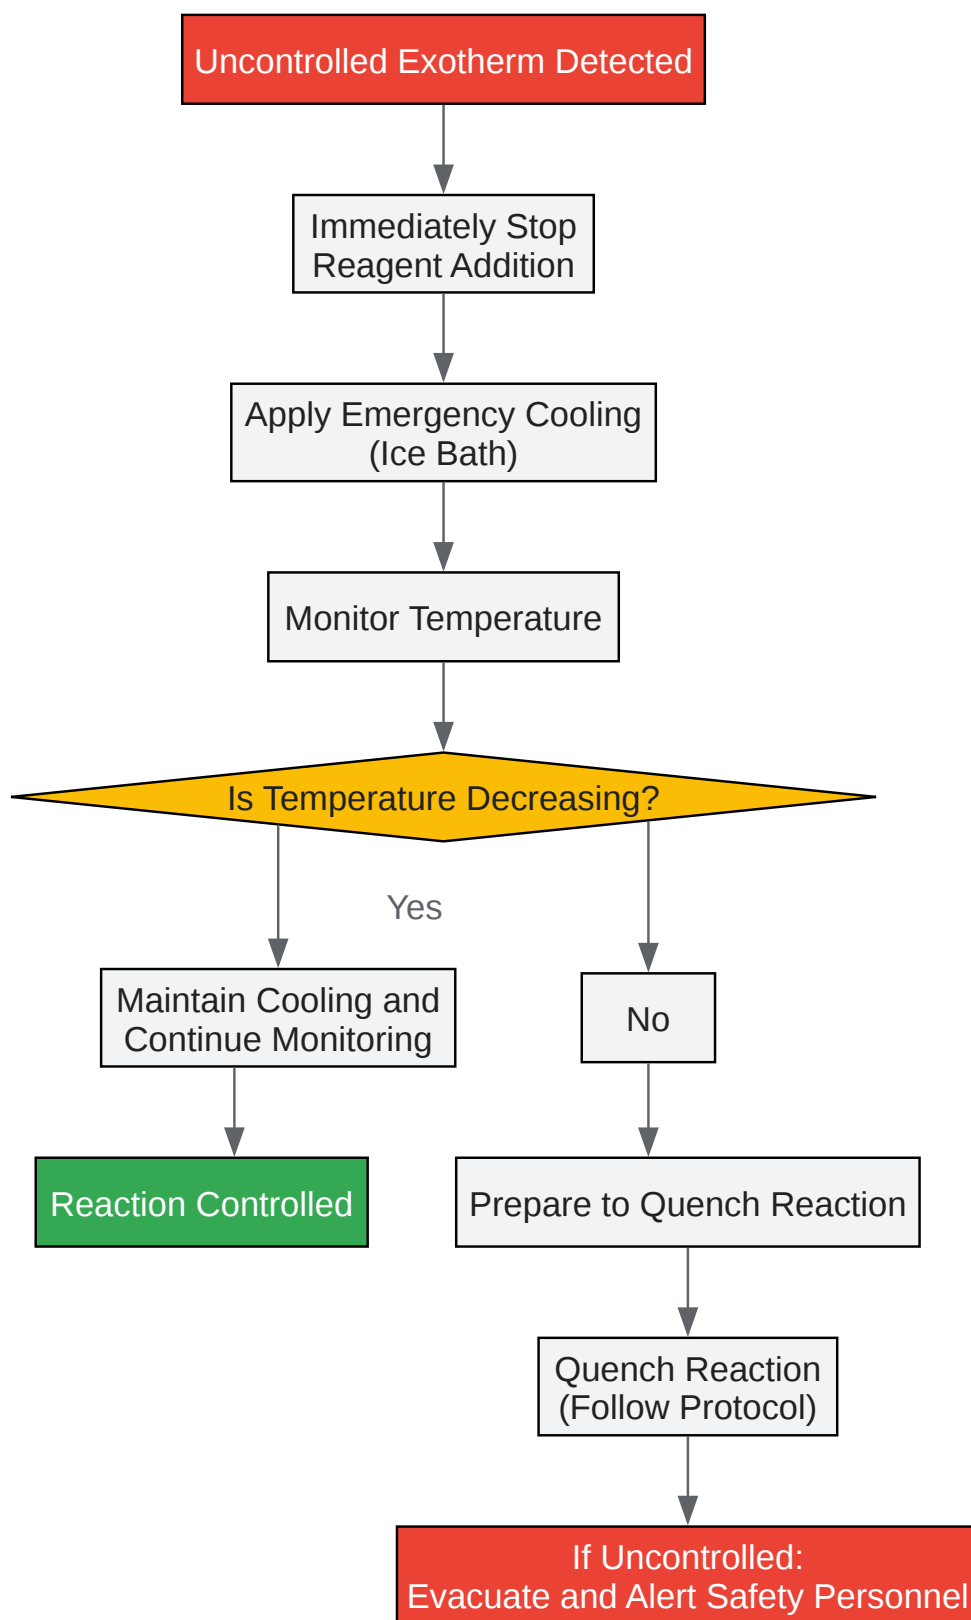 Uncontrolled Exotherm Detected
Immediately Stop
Reagent Addition
Apply Emergency Cooling
(Ice Bath)
Monitor Temperature
Is Temperature Decreasing?
Yes
Maintain Cooling and
Continue Monitoring
No
Reaction Controlled
Prepare to Quench Reaction
Quench Reaction
(Follow Protocol)
If Uncontrolled:
Evacuate and Alert Safety Personnel